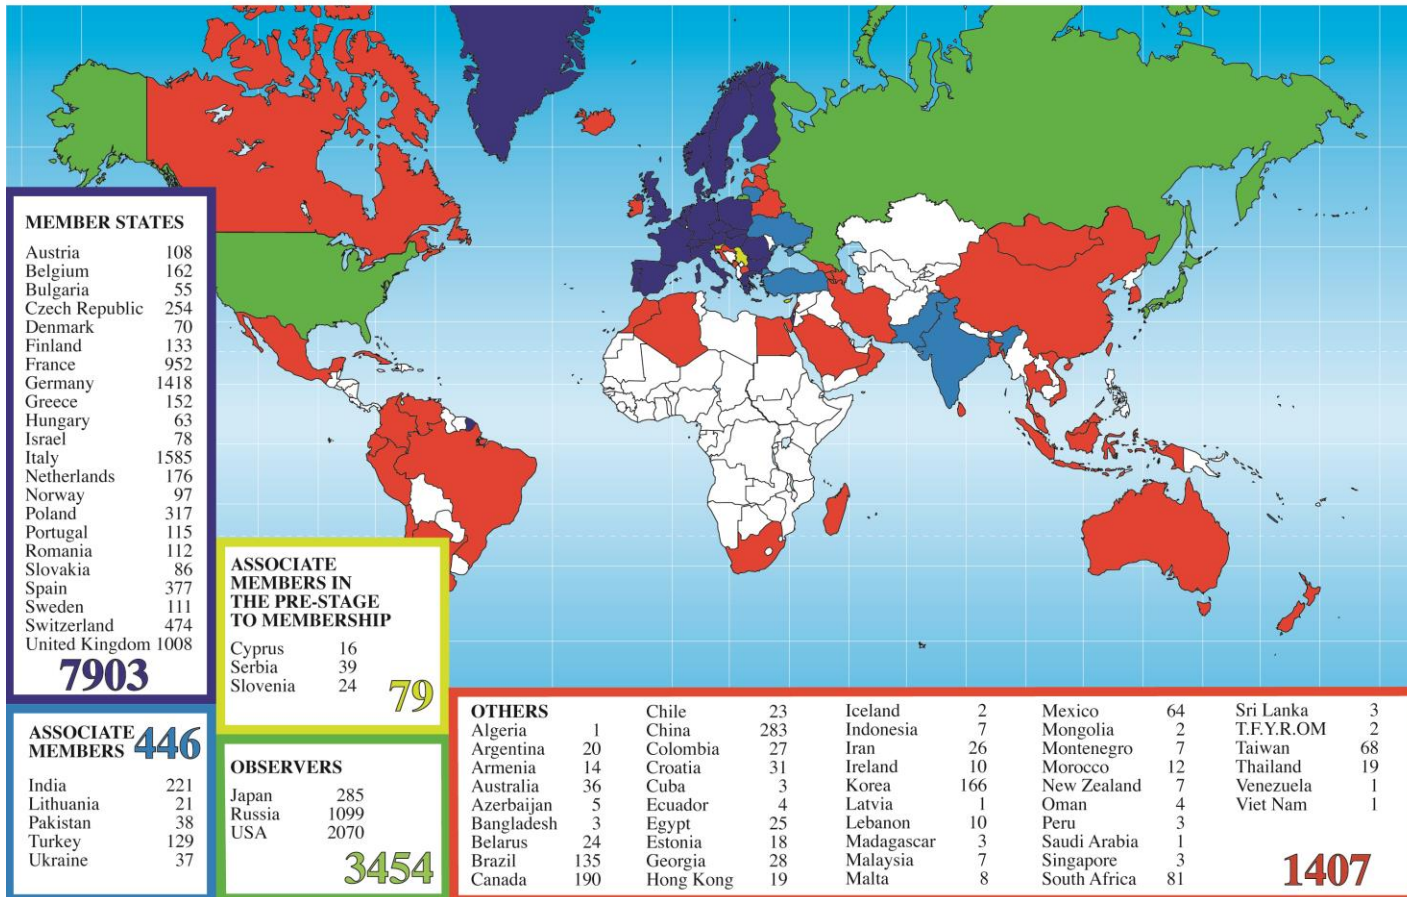 MEMBER STATES
Austria 108
Belgium 162
Bulgaria 55
Czech Republic 254
Denmark 70
Finland 133
France 952
Germany 1418
Greece 152
Hungary 63
Israel 78
Italy 1585
Netherlands 176
Norway 97
Poland 317
Portugal 115
Romania 112
Slovakia 86
Spain 377
Sweden 111
Switzerland 474
United Kingdom 1008
7903
ASSOCIATE MEMBERS 446
India 221
Lithuania 21
Pakistan 38
Turkey 129
Ukraine 37
ASSOCIATE
MEMBERS IN
THE PRE-STAGE
TO MEMBERSHIP
Cyprus 16
Serbia 39
Slovenia 24
79
OBSERVERS
Japan 285
Russia 1099
USA 2070
3454
OTHERS
Algeria 1
Argentina 20
Armenia 14
Australia 36
Azerbaijan 5
Bangladesh 3
Belarus 24
Brazil 135
Canada 190
Chile 23
China 283
Colombia 27
Croatia 31
Cuba 3
Ecuador 4
Egypt 25
Estonia 18
Georgia 28
Hong Kong 19
Iceland 2
Indonesia 7
Iran 26
Ireland 10
Korea 166
Latvia 1
Lebanon 10
Madagascar 3
Malaysia 7
Malta 8
Mexico 64
Mongolia 2
Montenegro 7
Morocco 12
New Zealand 7
Oman 4
Peru 3
Saudi Arabia 1
Singapore 3
South Africa 81
Sri Lanka 3
T.F.Y.R.OM 2
Taiwan 68
Thailand 19
Venezuela 1
Viet Nam 1
1407